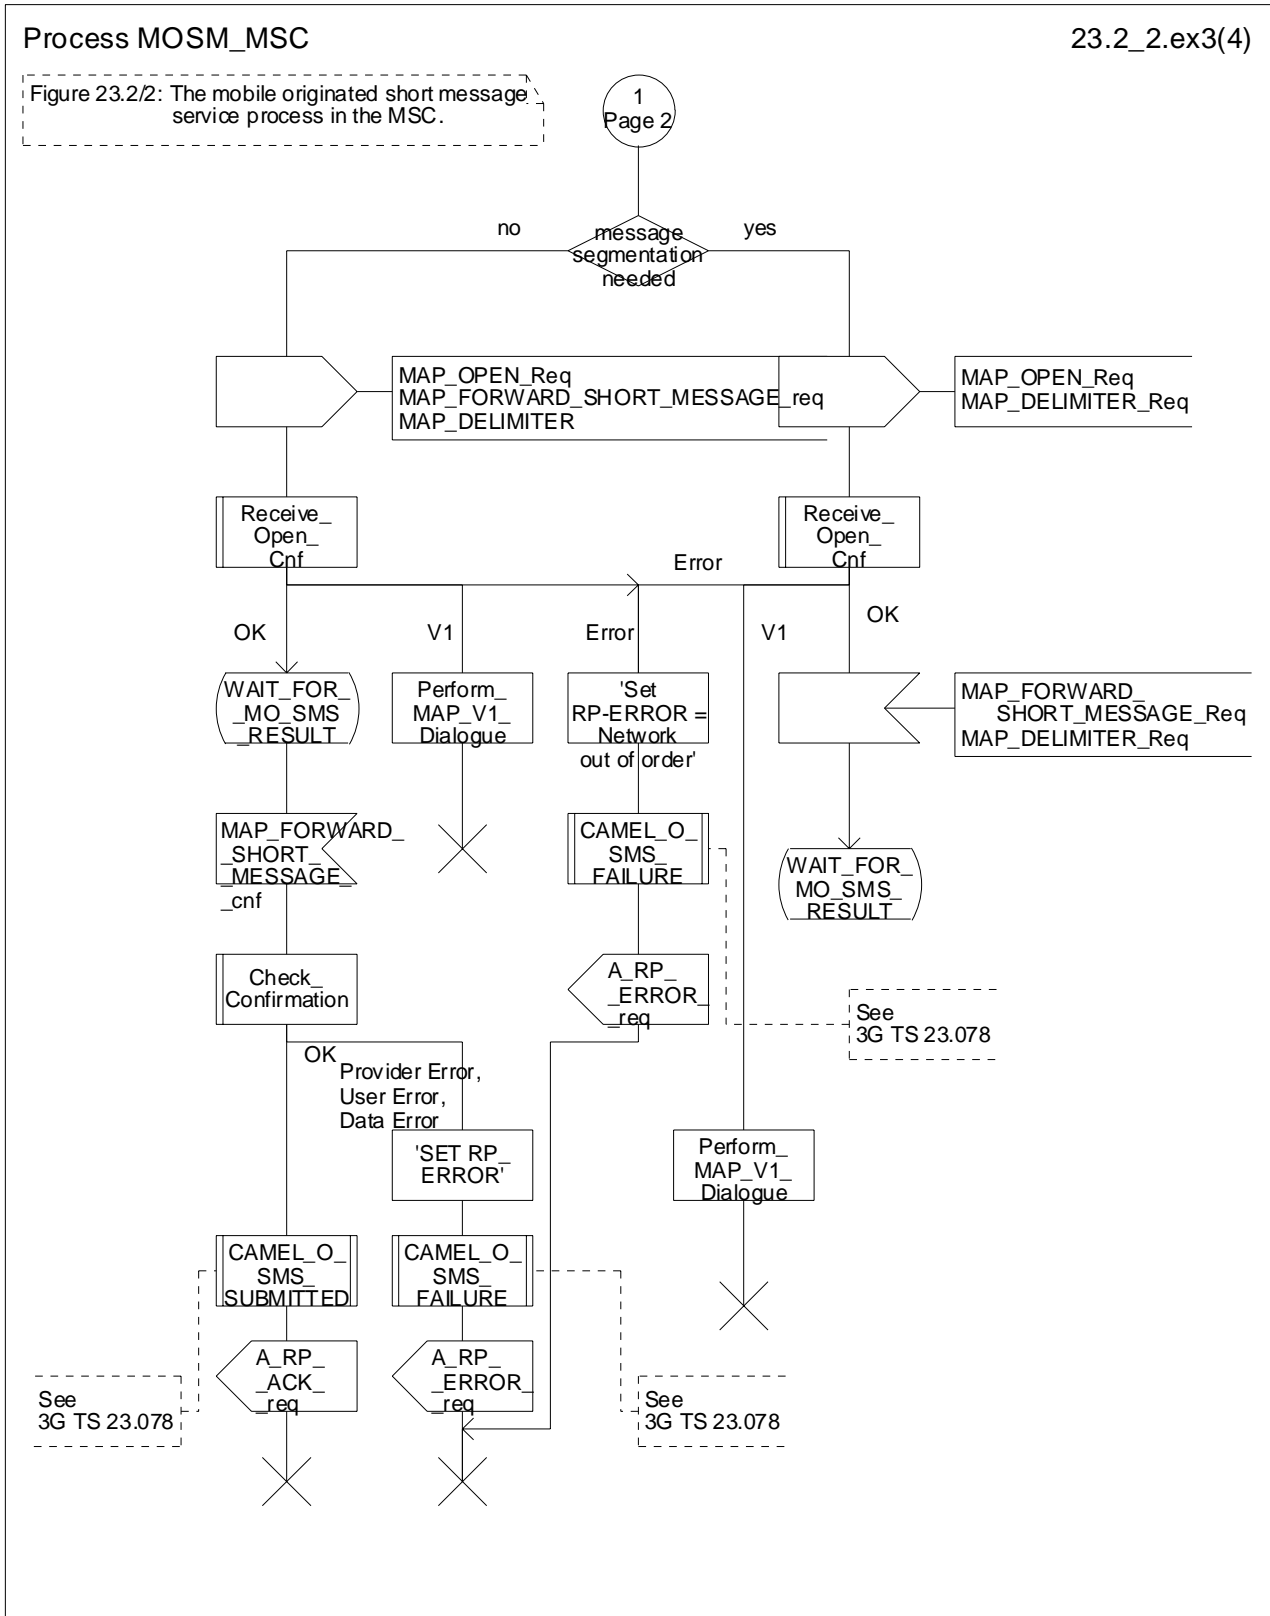 Process MOSM_MSC
23.2_2.ex3(4)
Figure 23.2/2: The mobile originated short message
service process in the MSC.
1
Page 2
no
message
segmentation
needed
yes
MAP_OPEN_Req
MAP_FORWARD_SHORT_MESSAGE_req
MAP_DELIMITER
MAP_OPEN_Req
MAP_DELIMITER_Req
Receive_
Open_
Cnf
Receive_
Open_
Cnf
Error
OK
V1
Error
V1
OK
WAIT_FOR_
_MO_SMS
_RESULT
Perform_
MAP_V1_
Dialogue
'Set
RP-ERROR =
Network
out of order'
MAP_FORWARD_
SHORT_MESSAGE_Req
MAP_DELIMITER_Req
MAP_FORWARD_
_SHORT_
_MESSAGE_
_cnf
CAMEL_O_
SMS_
FAILURE
WAIT_FOR_
MO_SMS_
RESULT
Check_
Confirmation
A_RP_
_ERROR_
_req
See
3G TS 23.078
OK
Provider Error,
User Error,
Data Error
'SET RP_
ERROR'
Perform_
MAP_V1_
Dialogue
CAMEL_O_
SMS_
SUBMITTED
CAMEL_O_
SMS_
FAILURE
A_RP_
_ACK_
_req
A_RP_
_ERROR_
_req
See
3G TS 23.078
See
3G TS 23.078